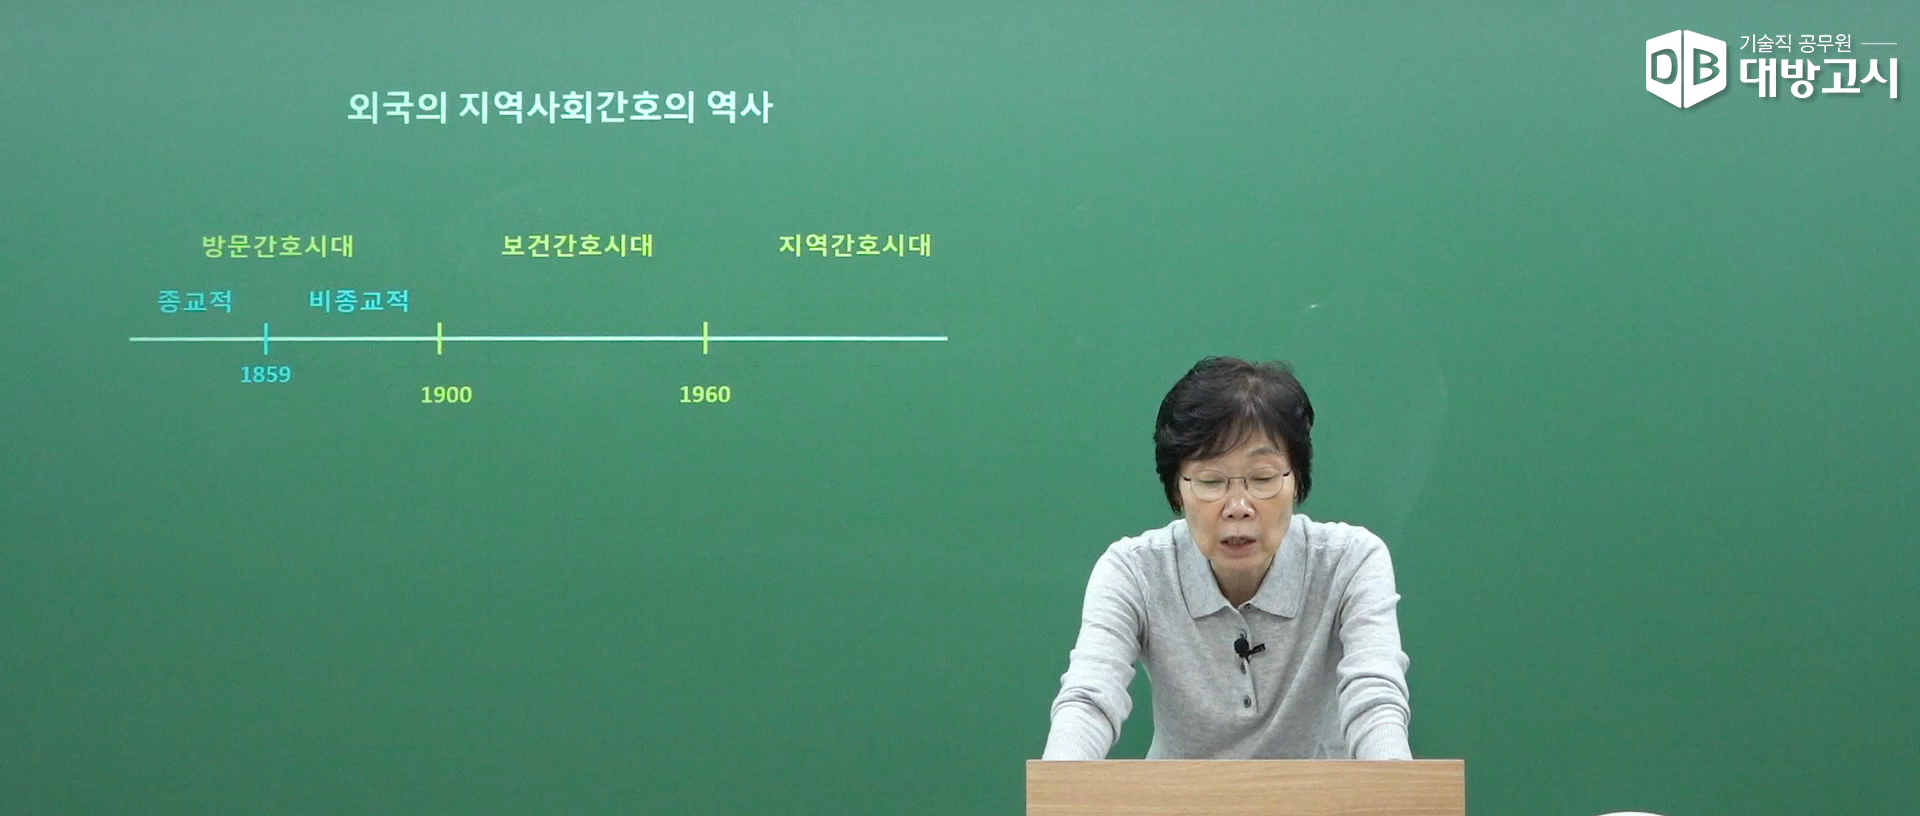 기술직 공무원
DB 대방고시
외국의 지역사회간호의 역사
방문간호시대 보건간호시대 지역간호시대
종교적 비종교적
1859
1900 1960